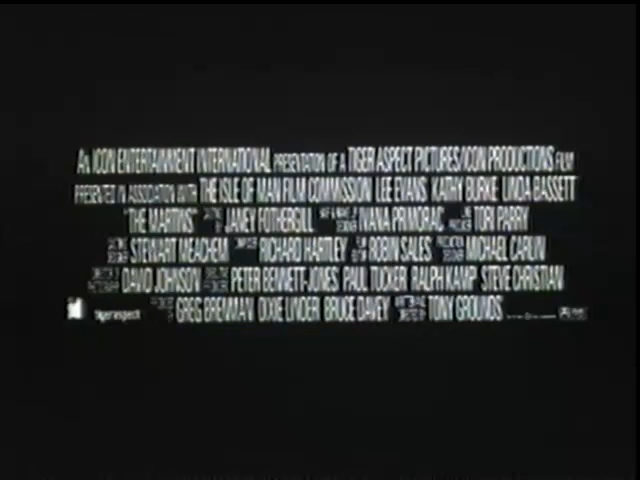 AN ICON ENTERTAINMENT INTERNATIONAL PRESENTATION OF A TIGER ASPECT PICTURES/ICON PRODUCTIONS FILM
PRESENTED IN ASSOCIATION WITH THE ISLE OF MAN FILM COMMISSION LEE EVANS KATHY BURKE LINDA BASSETT
"THE MARTINS" JANEY FOTHERGILL IVANA PRIMORAC TORI PARRY
STEWART MEACHEM RICHARD HARTLEY ROBIN SALES MICHAEL CARLIN
DAVID JOHNSON PETER BENNETT-JONES PAUL TUCKER RALPH KAMP STEVE CHRISTIAN
tiger aspect GREG BRENMAN DIXIE LINDER BRUCE DAVEY TONY GROUNDS